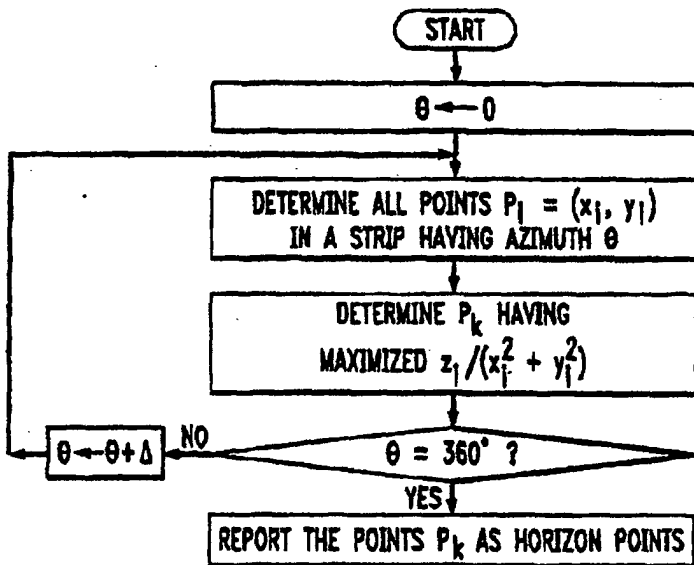 START
θ ← 0
DETERMINE ALL POINTS Pᵢ = (xᵢ, yᵢ)
IN A STRIP HAVING AZIMUTH θ
DETERMINE Pₖ HAVING
MAXIMIZED zᵢ/(xᵢ² + yᵢ²)
θ = 360° ?
NO
θ ← θ + Δ
YES
REPORT THE POINTS Pₖ AS HORIZON POINTS